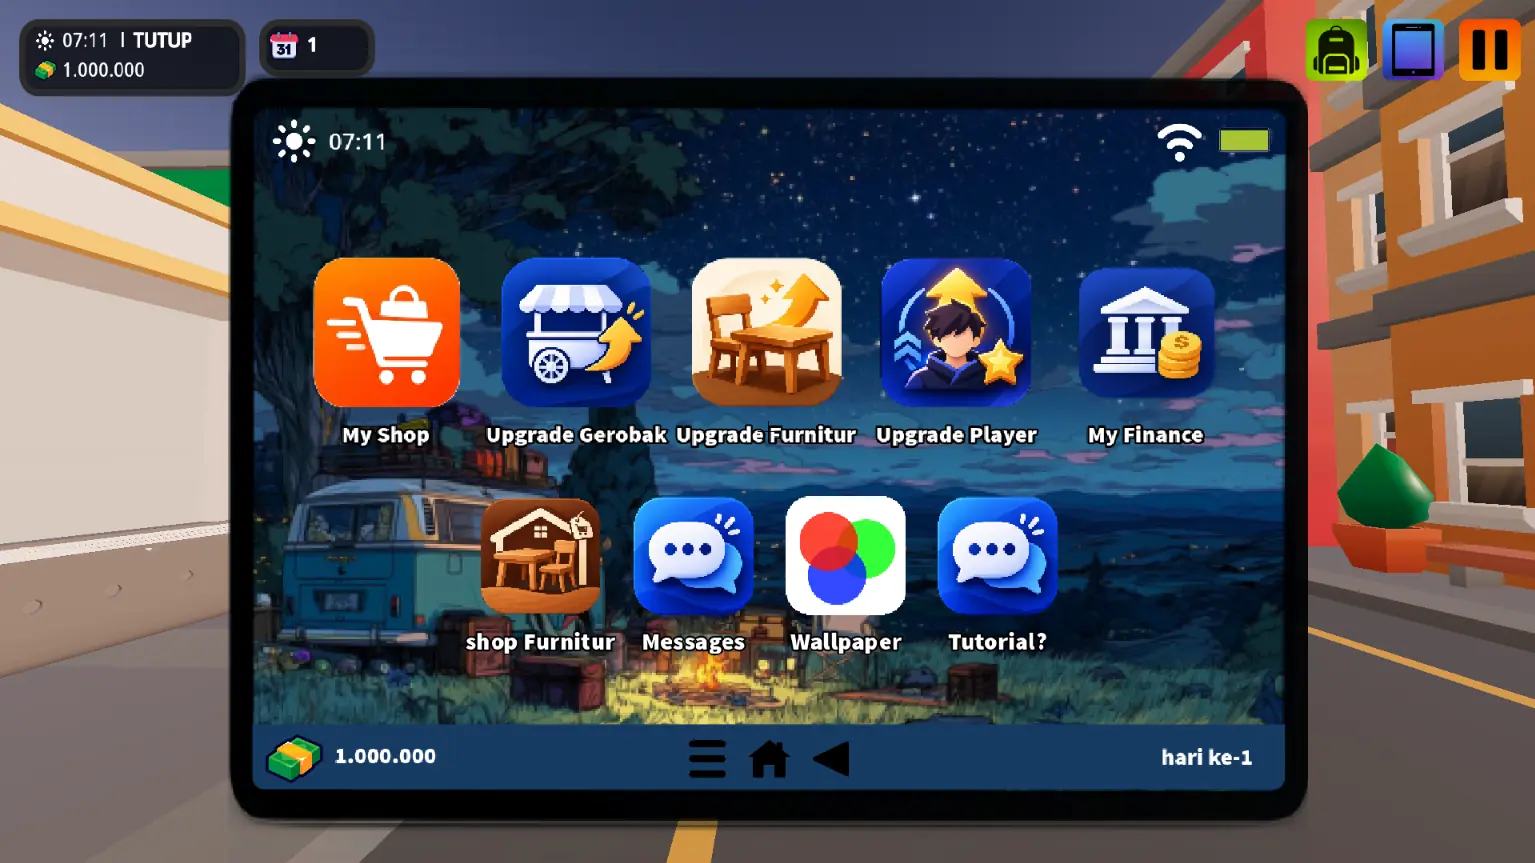 07:11 | TUTUP
1.000.000
31
1
07:11
My Shop
Upgrade Gerobak
Upgrade Furnitur
Upgrade Player
My Finance
shop Furnitur
Messages
Wallpaper
Tutorial?
1.000.000
hari ke-1